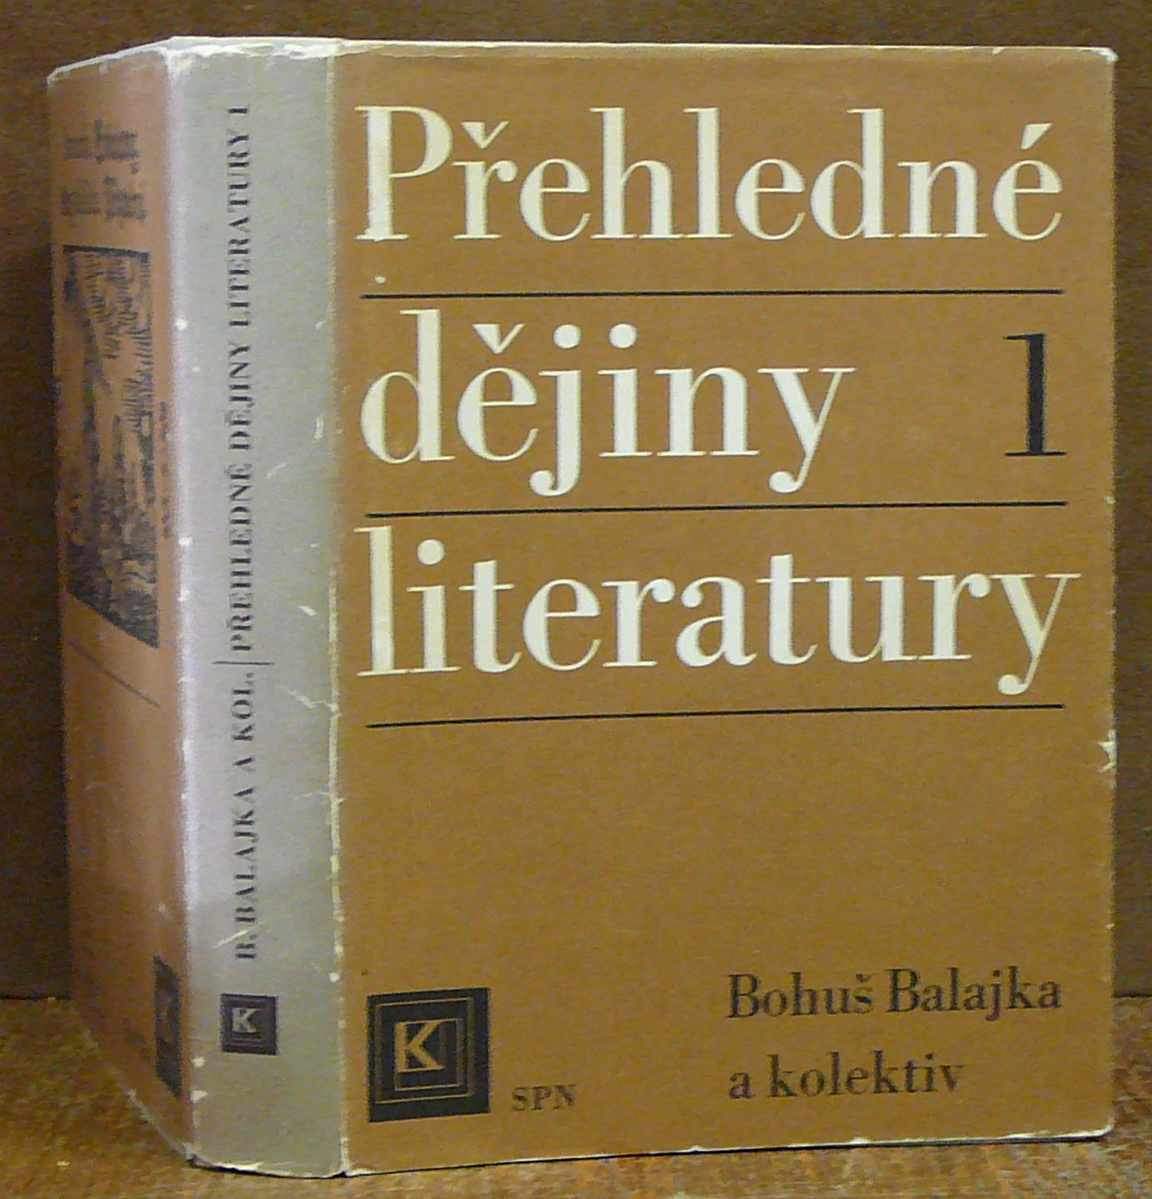 Přehledné
dějiny 1
literatury
Bohuš Balajka
a kolektiv
K
SPN
B. BALAJKA A KOL. PŘEHLEDNÉ DĚJINY LITERATURY 1
K